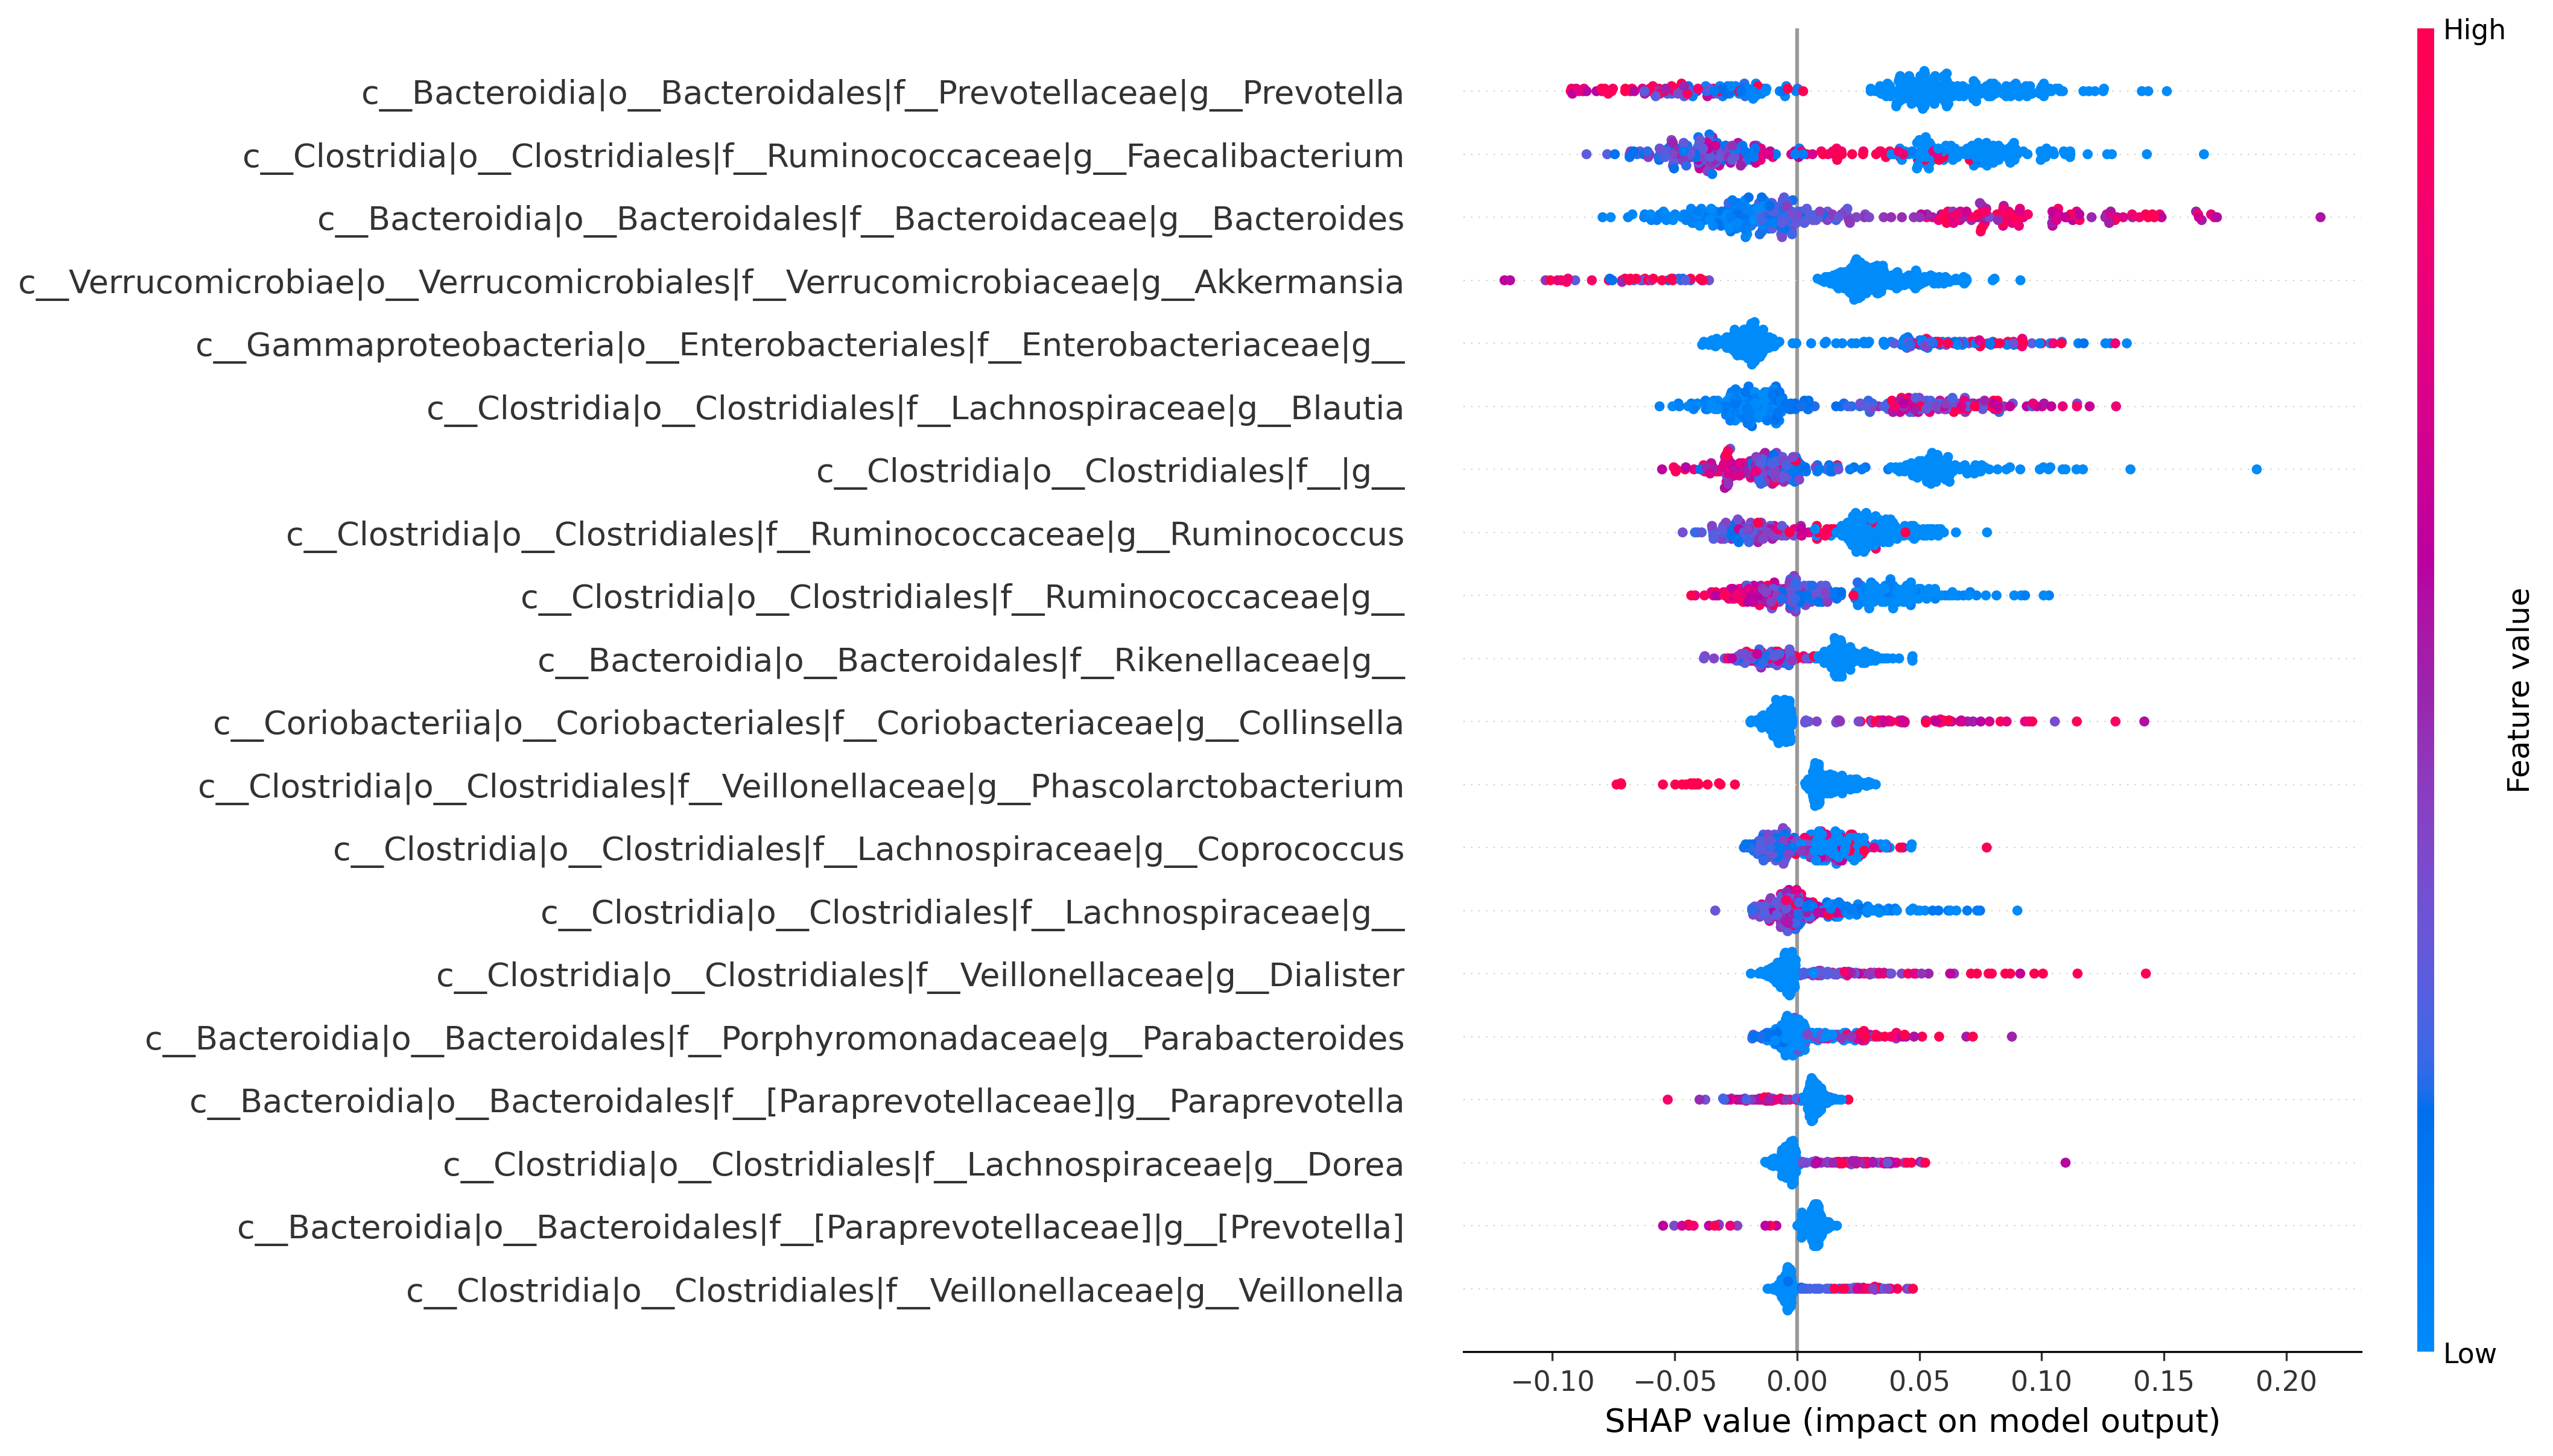 High
c__Bacteroidia|o__Bacteroidales|f__Prevotellaceae|g__Prevotella
c__Clostridia|o__Clostridiales|f__Ruminococcaceae|g__Faecalibacterium
c__Bacteroidia|o__Bacteroidales|f__Bacteroidaceae|g__Bacteroides
c__Verrucomicrobiae|o__Verrucomicrobiales|f__Verrucomicrobiaceae|g__Akkermansia
c__Gammaproteobacteria|o__Enterobacteriales|f__Enterobacteriaceae|g__
c__Clostridia|o__Clostridiales|f__Lachnospiraceae|g__Blautia
c__Clostridia|o__Clostridiales|f__|g__
c__Clostridia|o__Clostridiales|f__Ruminococcaceae|g__Ruminococcus
c__Clostridia|o__Clostridiales|f__Ruminococcaceae|g__
c__Bacteroidia|o__Bacteroidales|f__Rikenellaceae|g__
c__Coriobacteriia|o__Coriobacteriales|f__Coriobacteriaceae|g__Collinsella
c__Clostridia|o__Clostridiales|f__Veillonellaceae|g__Phascolarctobacterium
c__Clostridia|o__Clostridiales|f__Lachnospiraceae|g__Coprococcus
c__Clostridia|o__Clostridiales|f__Lachnospiraceae|g__
c__Clostridia|o__Clostridiales|f__Veillonellaceae|g__Dialister
c__Bacteroidia|o__Bacteroidales|f__Porphyromonadaceae|g__Parabacteroides
c__Bacteroidia|o__Bacteroidales|f__[Paraprevotellaceae]|g__Paraprevotella
c__Clostridia|o__Clostridiales|f__Lachnospiraceae|g__Dorea
c__Bacteroidia|o__Bacteroidales|f__[Paraprevotellaceae]|g__[Prevotella]
c__Clostridia|o__Clostridiales|f__Veillonellaceae|g__Veillonella
Feature value
Low
−0.10 −0.05 0.00 0.05 0.10 0.15 0.20
SHAP value (impact on model output)